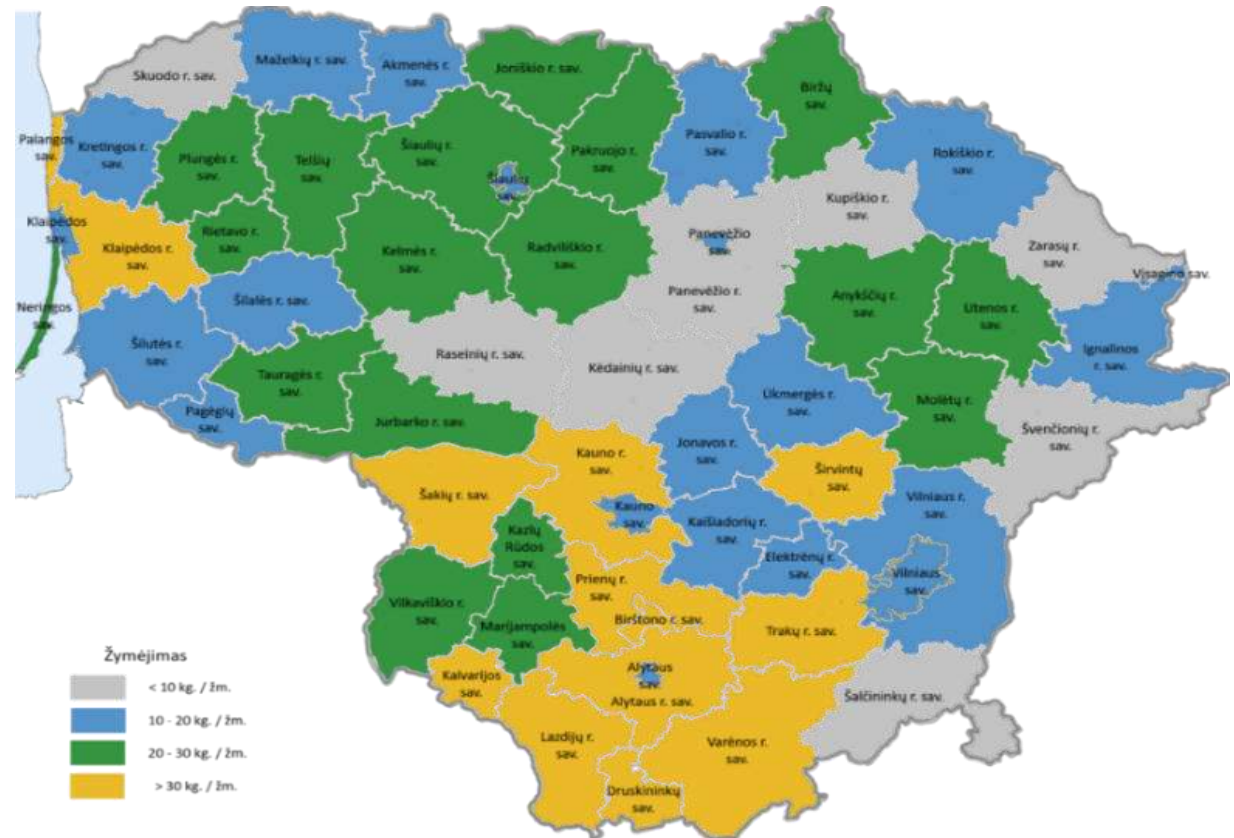 Skuodo r. sav.
Mažeikių r. sav.
Akmenės r.
sav.
Joniškio r. sav.
Biržų
sav.
Palangos
sav.
Kretingos r.
sav.
Plungės r.
sav.
Telšių
sav.
Šiaulių r.
sav.
Šiaulių
sav.
Pakruojo r.
sav.
Pasvalio r.
sav.
Rokiškio r.
sav.
Kupiškio r.
sav.
Klaipėdos
sav.
Klaipėdos r.
sav.
Rietavo r.
sav.
Kelmės r.
sav.
Radviliškio r.
sav.
Panevėžio
sav.
Zarasų r.
sav.
Visagino sav.
Neringos
sav.
Šilalės r. sav.
Panevėžio r.
sav.
Anykščių r.
sav.
Utenos r.
sav.
Šilutės r.
sav.
Raseinių r. sav.
Kėdainių r. sav.
Ignalinos
r. sav.
Tauragės r.
sav.
Ukmergės r.
sav.
Molėtų r.
sav.
Pagėgių
sav.
Jurbarko r. sav.
Jonavos r.
sav.
Švenčionių r.
sav.
Kauno r.
sav.
Širvintų
sav.
Šakių r. sav.
Vilniaus r.
sav.
Kauno
sav.
Kaišiadorių r.
sav.
Kazlų
Rūdos
sav.
Elektrėnų r.
sav.
Vilniaus
sav.
Prienų r.
sav.
Vilkaviškio r.
sav.
Birštono r. sav.
Marijampolės
sav.
Trakų r. sav.
Kalvarijos
sav.
Alytaus
sav.
Alytaus r. sav.
Šalčininkų r. sav.
Lazdijų r.
sav.
Varėnos r.
sav.
Druskininkų
sav.
Žymėjimas
< 10 kg. / žm.
10 - 20 kg. / žm.
20 - 30 kg. / žm.
> 30 kg. / žm.